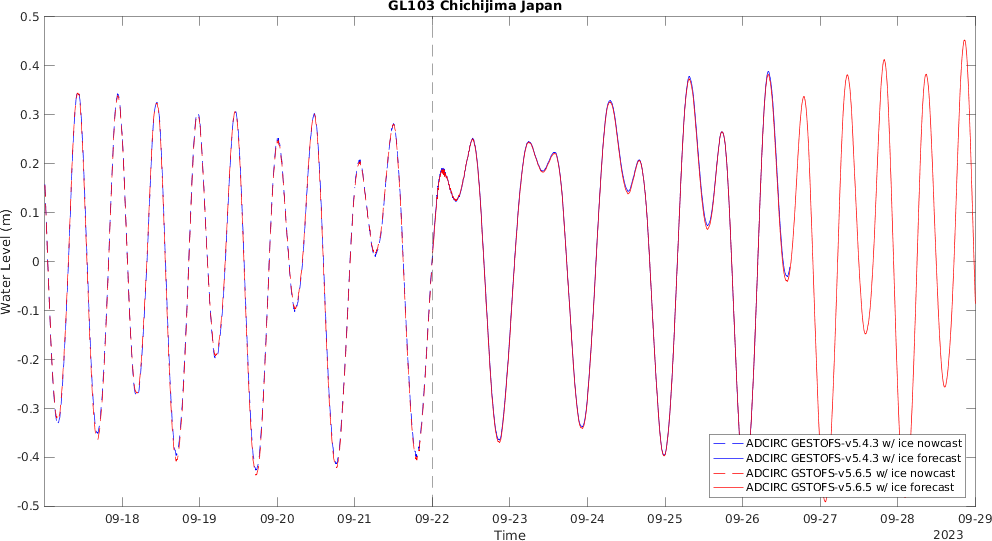 GL103 Chichijima Japan
0.5
0.4
0.3
0.2
0.1
0
-0.1
-0.2
-0.3
-0.4
-0.5
Water Level (m)
ADCIRC GESTOFS-v5.4.3 w/ ice nowcast
ADCIRC GESTOFS-v5.4.3 w/ ice forecast
ADCIRC GSTOFS-v5.6.5 w/ ice nowcast
ADCIRC GSTOFS-v5.6.5 w/ ice forecast
09-18 09-19 09-20 09-21 09-22 09-23 09-24 09-25 09-26 09-27 09-28 09-29
Time
2023